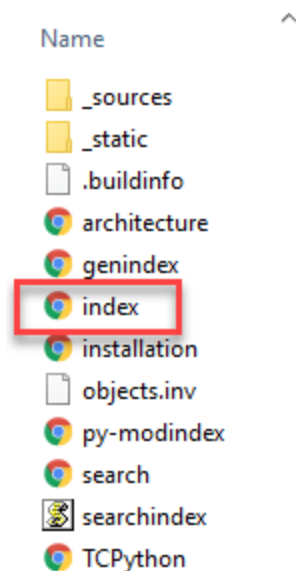 Name
_sources
_static
.buildinfo
architecture
genindex
index
installation
objects.inv
py-modindex
search
searchindex
TCPython